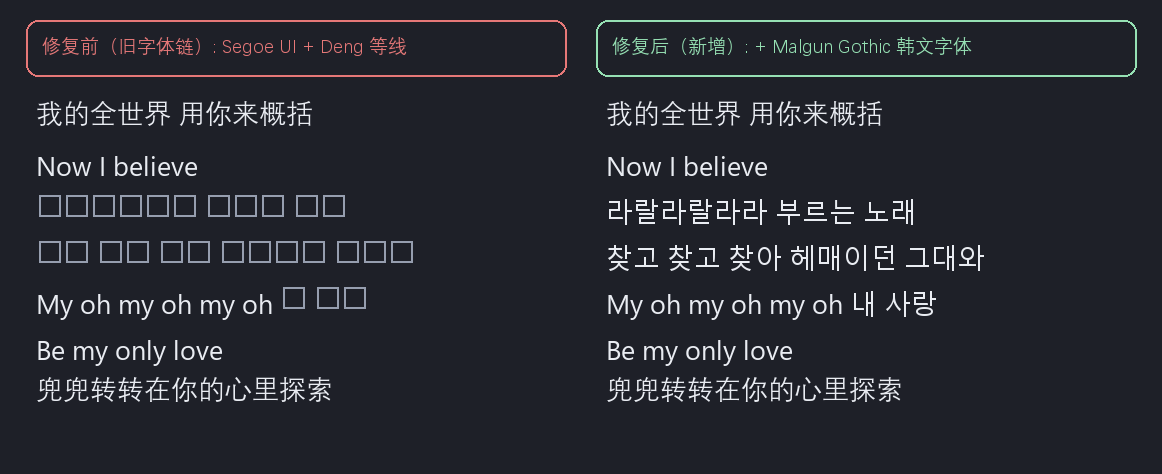 修复前（旧字体链）: Segoe UI + Deng 等线
我的全世界 用你来概括
Now I believe
□□□□□□ □□□ □□
□□ □□ □□ □□□□ □□□
My oh my oh my oh □ □□
Be my only love
兜兜转转在你的心里探索
修复后（新增）: + Malgun Gothic 韩文字体
我的全世界 用你来概括
Now I believe
라랄라랄라라 부르는 노래
찾고 찾고 찾아 헤매이던 그대와
My oh my oh my oh 내 사랑
Be my only love
兜兜转转在你的心里探索